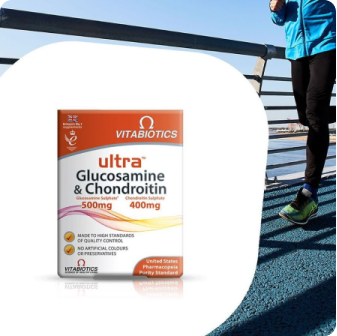 VITABIOTICS
ultra™
Glucosamine
& Chondroitin
Glucosamine Sulphate Chondroitin Sulphate
500mg 400mg
MADE TO HIGH STANDARDS
OF QUALITY CONTROL
NO ARTIFICIAL COLOURS
OR PRESERVATIVES
United States
Pharmacopeia
Purity Standard
VITABIOTICS